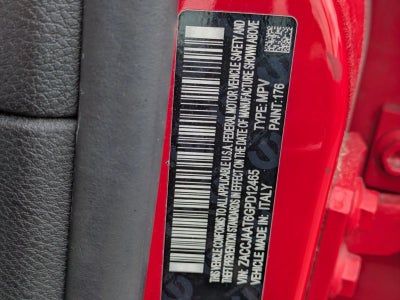 THIS VEHICLE CONFORMS TO ALL APPLICABLE U.S.A. FEDERAL MOTOR VEHICLE SAFETY AND
THEFT PREVENTION STANDARDS IN EFFECT ON THE DATE OF MANUFACTURE SHOWN ABOVE
VIN: ZACCJAAT6GPD12465 TYPE: MPV
VEHICLE MADE IN: ITALY PAINT: 176